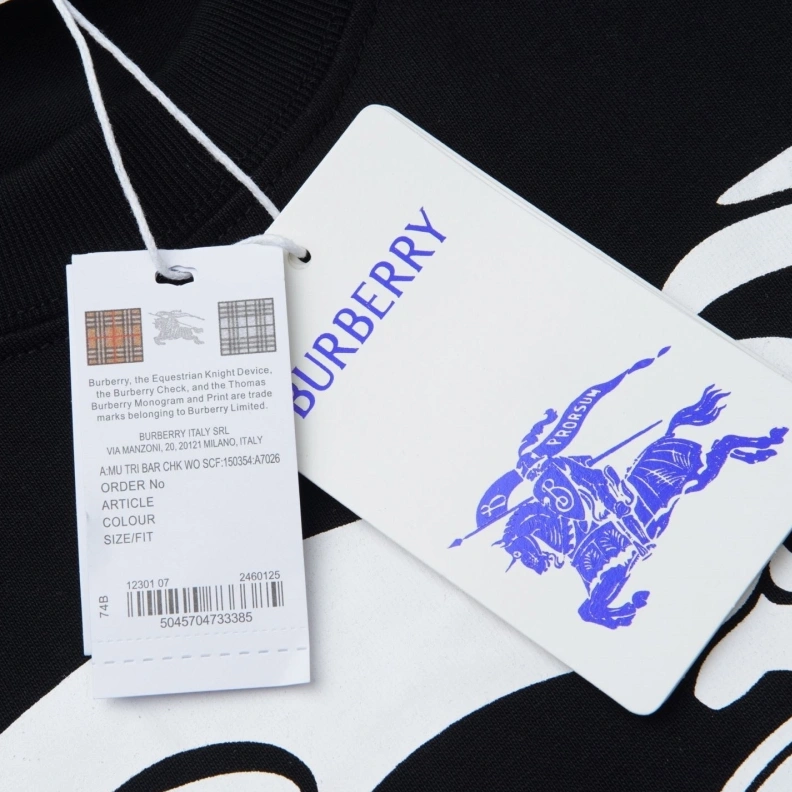 Burberry, the Equestrian Knight Device,
the Burberry Check, and the Thomas
Burberry Monogram and Print are trade
marks belonging to Burberry Limited.
BURBERRY ITALY SRL
VIA MANZONI, 20, 20121 MILANO, ITALY
A:MU TRI BAR CHK WO SCF:150354:A7026
ORDER No
ARTICLE
COLOUR
SIZE/FIT
12301 07 2460125
74B
5045704733385
BURBERRY
PRORSUM
B
B